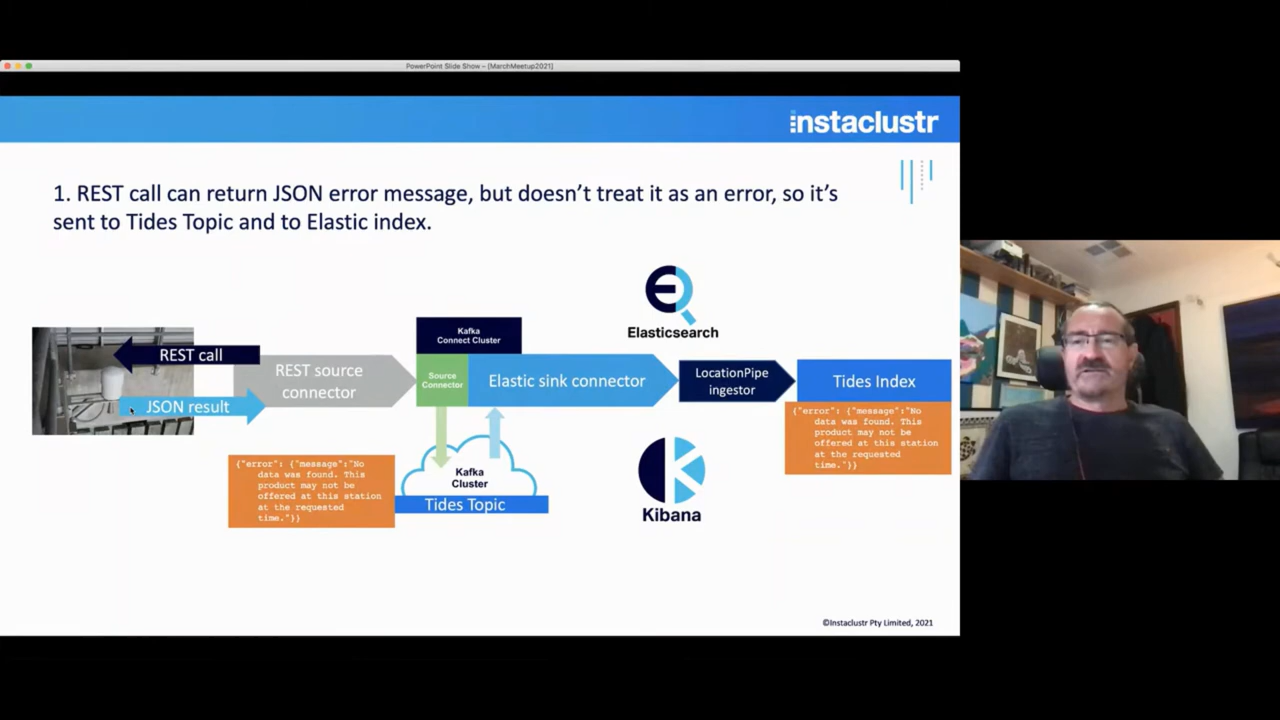 PowerPoint Slide Show – [MarchMeetup2021]
instaclustr
1. REST call can return JSON error message, but doesn’t treat it as an error, so it’s
sent to Tides Topic and to Elastic index.
Elasticsearch
Kafka
Connect Cluster
REST call
REST source
connector
Source
Connector
Elastic sink connector
LocationPipe
ingestor
Tides Index
JSON result
{"error": {"message":"No
data was found. This
product may not be
offered at this station
at the requested
time."}}
{"error": {"message":"No
data was found. This
product may not be
offered at this station
at the requested
time."}}
Kafka
Cluster
Tides Topic
Kibana
©Instaclustr Pty Limited, 2021